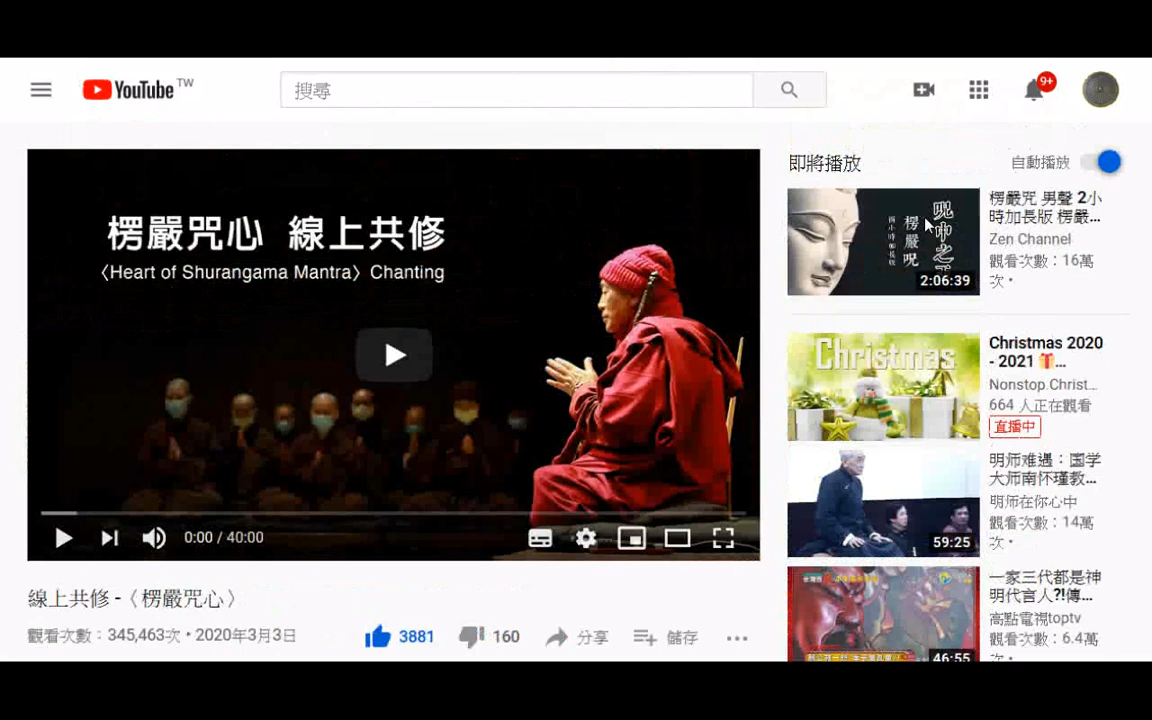 YouTube TW
搜尋
9+
楞嚴咒心 線上共修
〈Heart of Shurangama Mantra〉Chanting
0:00 / 40:00
線上共修 -〈楞嚴咒心〉
觀看次數：345,463次 • 2020年3月3日
3881
160
分享
儲存
即將播放
自動播放
楞嚴呪
2:06:39
楞嚴咒 男聲 2小
時加長版 楞嚴...
Zen Channel
觀看次數：16萬
次 •
Christmas
Christmas 2020
- 2021 🎁...
Nonstop Christ...
664 人正在觀看
直播中
59:25
明师难遇：国学
大师南怀瑾教...
明师在你心中
觀看次數：14萬
次 •
46:55
一家三代都是神
明代言人?!傳...
高點電視toptv
觀看次數：6.4萬
次 •